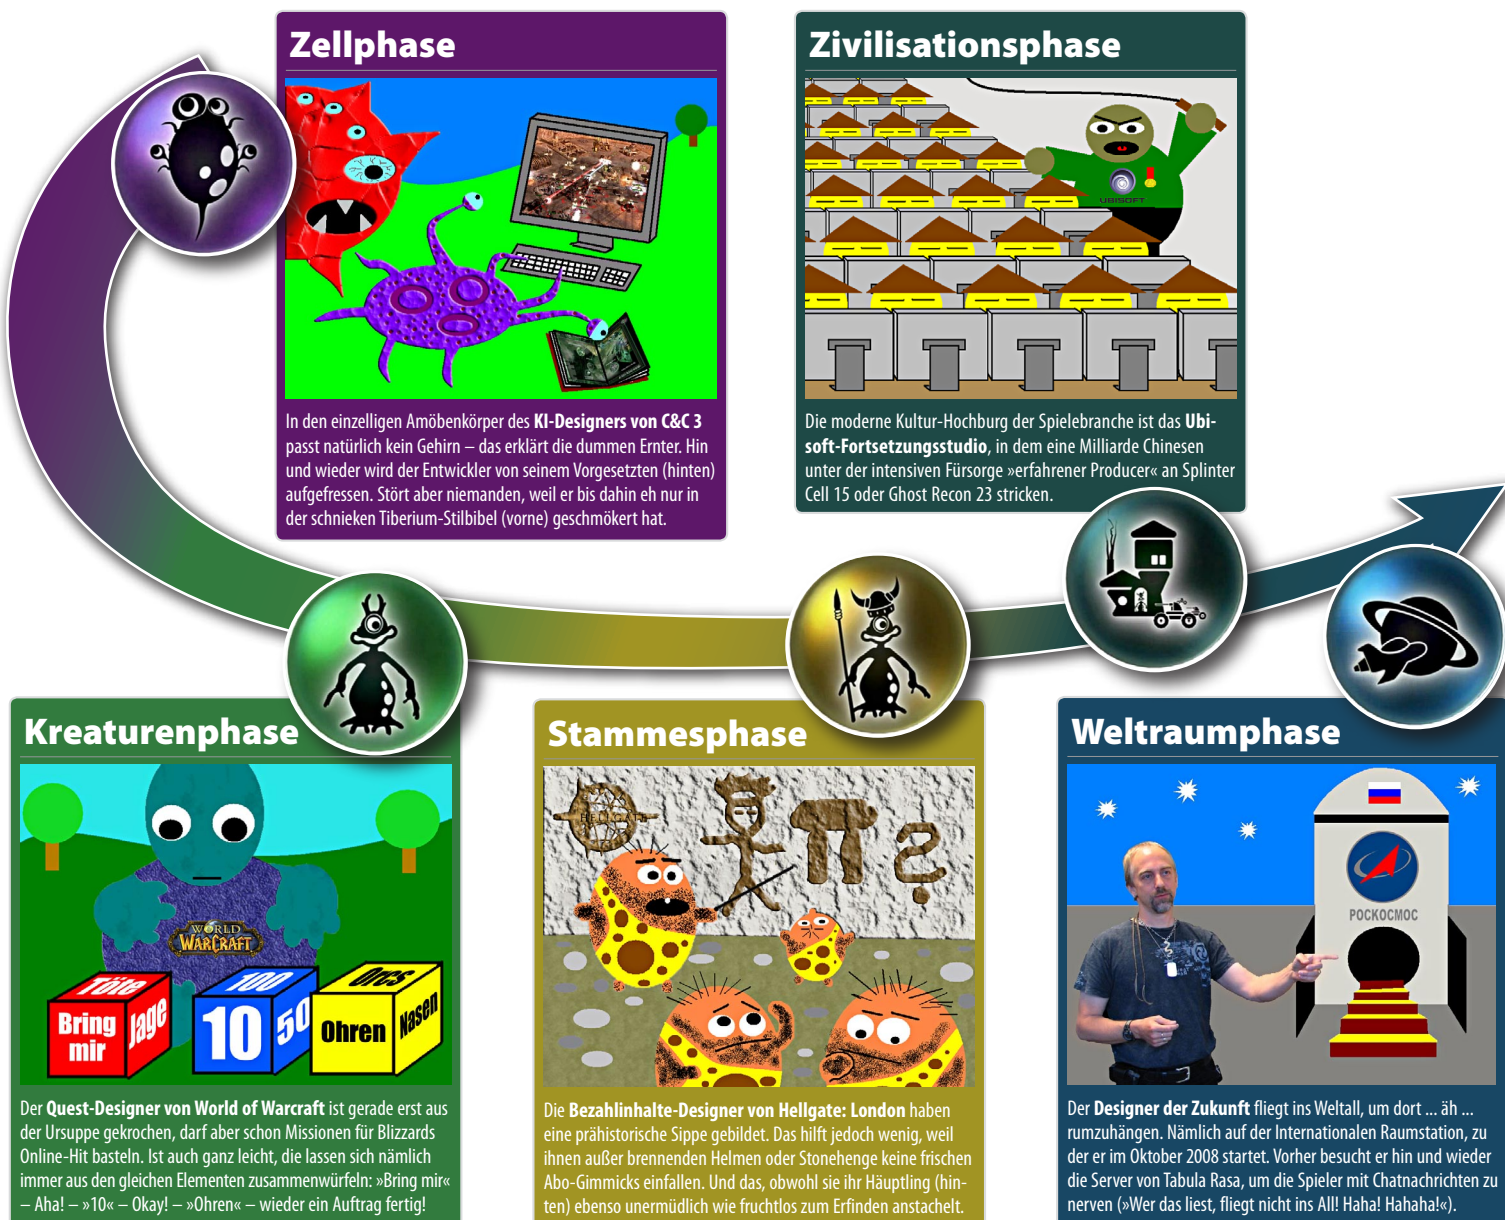 Zellphase
UBISOFT
In den einzelligen Amöbenkörper des KI-Designers von C&C 3
passt natürlich kein Gehirn – das erklärt die dummen Ernter. Hin
und wieder wird der Entwickler von seinem Vorgesetzten (hinten)
aufgefressen. Stört aber niemanden, weil er bis dahin eh nur in
der schnieken Tiberium-Stilbibel (vorne) geschmökert hat.
Zivilisationsphase
Die moderne Kultur-Hochburg der Spielebranche ist das Ubi-
soft-Fortsetzungsstudio, in dem eine Milliarde Chinesen
unter der intensiven Fürsorge »erfahrener Producer« an Splinter
Cell 15 oder Ghost Recon 23 stricken.
Kreaturenphase
WORLD
WARCRAFT
Töte
Bring
mir
Jage
100
10
50
Orcs
Ohren
Nasen
Der Quest-Designer von World of Warcraft ist gerade erst aus
der Ursuppe gekrochen, darf aber schon Missionen für Blizzards
Online-Hit basteln. Ist auch ganz leicht, die lassen sich nämlich
immer aus den gleichen Elementen zusammenwürfeln: »Bring mir«
– Aha! – »10« – Okay! – »Ohren« – wieder ein Auftrag fertig!
Stammesphase
HELLGATE
Die Bezahlinhalte-Designer von Hellgate: London haben
eine prähistorische Sippe gebildet. Das hilft jedoch wenig, weil
ihnen außer brennenden Helmen oder Stonehenge keine frischen
Abo-Gimmicks einfallen. Und das, obwohl sie ihr Häuptling (hin-
ten) ebenso unermüdlich wie fruchtlos zum Erfinden anstachelt.
Weltraumphase
РОСКОСМОС
Der Designer der Zukunft fliegt ins Weltall, um dort ... äh ...
rumzuhängen. Nämlich auf der Internationalen Raumstation, zu
der er im Oktober 2008 startet. Vorher besucht er hin und wieder
die Server von Tabula Rasa, um die Spieler mit Chatnachrichten zu
nerven (»Wer das liest, fliegt nicht ins All! Haha! Hahaha!«).